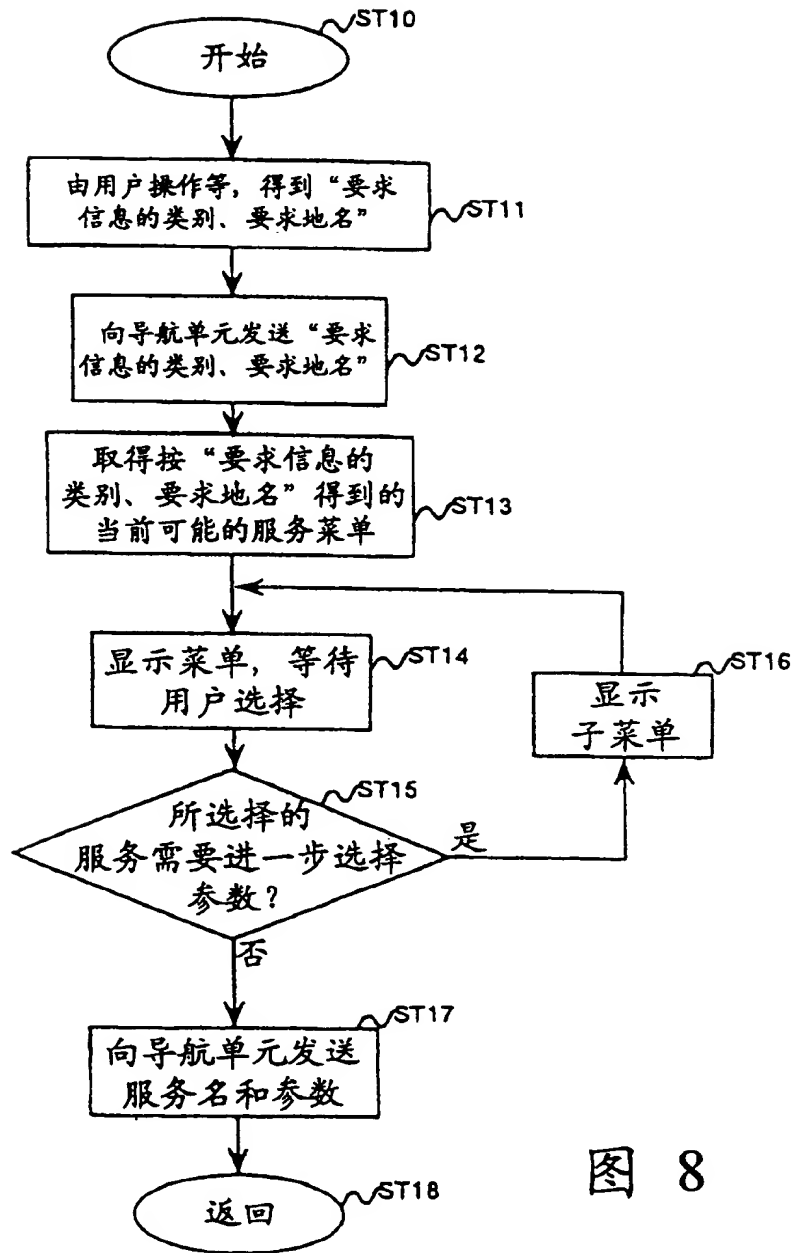 ST10
开始
由用户操作等，得到“要求
信息的类别、要求地名”
ST11
向导航单元发送“要求
信息的类别、要求地名”
ST12
取得按“要求信息的
类别、要求地名”得到的
当前可能的服务菜单
ST13
显示菜单，等待
用户选择
ST14
ST16
显示
子菜单
ST15
所选择的
服务需要进一步选择
参数？
是
否
ST17
向导航单元发送
服务名和参数
ST18
返回
图 8